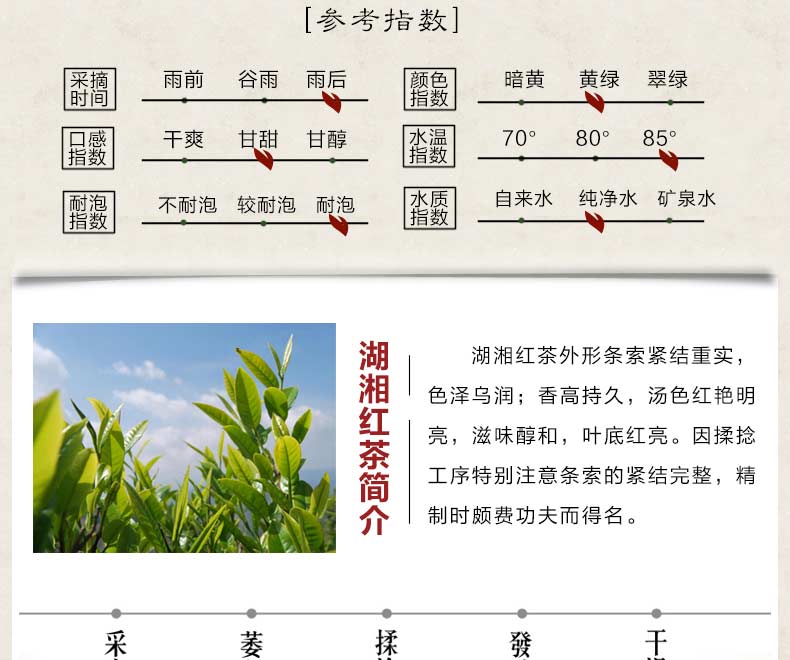 [参考指数]
采摘时间 雨前 谷雨 雨后
颜色指数 暗黄 黄绿 翠绿
口感指数 干爽 甘甜 甘醇
水温指数 70° 80° 85°
耐泡指数 不耐泡 较耐泡 耐泡
水质指数 自来水 纯净水 矿泉水
湖湘红茶简介
湖湘红茶外形条索紧结重实，
色泽乌润；香高持久，汤色红艳明
亮，滋味醇和，叶底红亮。因揉捻
工序特别注意条索的紧结完整，精
制时颇费功夫而得名。
采 萎 揉 發 干